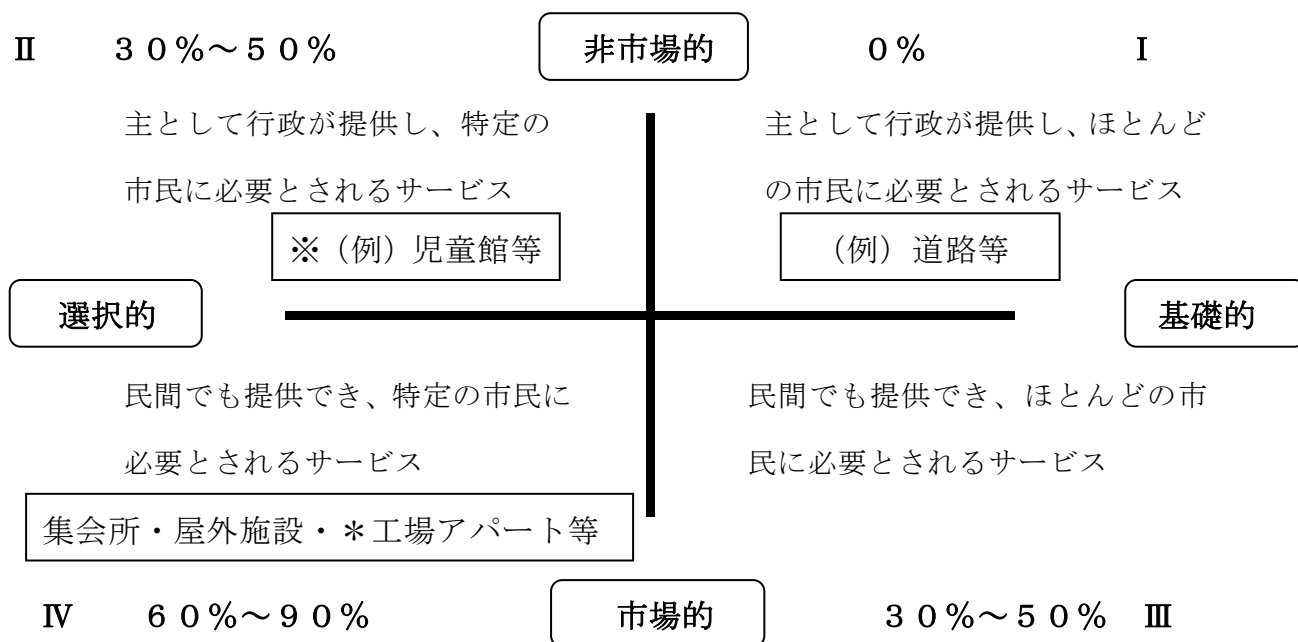 Ⅱ ３０%～５０% 非市場的 ０% Ⅰ
主として行政が提供し、特定の
市民に必要とされるサービス
※（例）児童館等
主として行政が提供し、ほとんど
の市民に必要とされるサービス
（例）道路等
選択的
基礎的
民間でも提供でき、特定の市民に
必要とされるサービス
集会所・屋外施設・＊工場アパート等
民間でも提供でき、ほとんどの市
民に必要とされるサービス
Ⅳ ６０%～９０% 市場的 ３０%～５０% Ⅲ